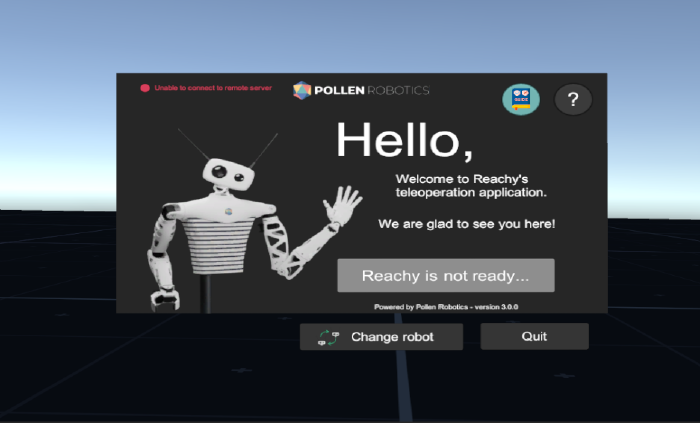 Unable to connect to remote server
POLLEN ROBOTICS
GUIDE
?
Hello,
Welcome to Reachy's
teleoperation application.
We are glad to see you here!
Reachy is not ready...
Powered by Pollen Robotics - version 3.0.0
Change robot
Quit